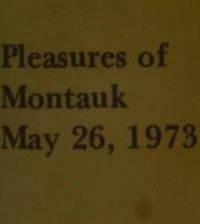 Pleasures of
Montauk
May 26, 1973